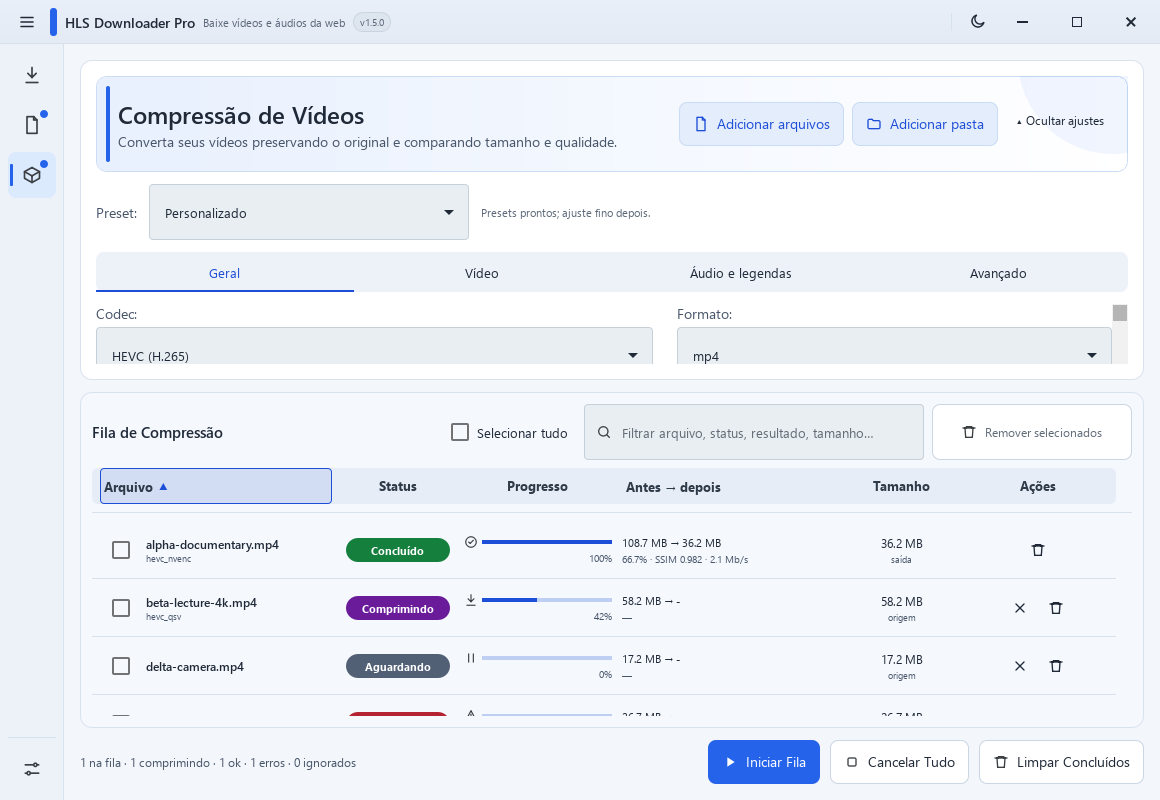 HLS Downloader Pro Baixe vídeos e áudios da web v1.5.0
Compressão de Vídeos
Converta seus vídeos preservando o original e comparando tamanho e qualidade.
Adicionar arquivos
Adicionar pasta
▴ Ocultar ajustes
Preset:
Personalizado
Presets prontos; ajuste fino depois.
Geral Vídeo Áudio e legendas Avançado
Codec: Formato:
HEVC (H.265) mp4
Fila de Compressão
Selecionar tudo
Filtrar arquivo, status, resultado, tamanho...
Remover selecionados
Arquivo ▲ Status Progresso Antes → depois Tamanho Ações
alpha-documentary.mp4 Concluído 108.7 MB → 36.2 MB 36.2 MB
hevc_nvenc 100% 66.7% · SSIM 0.982 · 2.1 Mb/s saída
beta-lecture-4k.mp4 Comprimindo 58.2 MB → - 58.2 MB
hevc_qsv 42% — origem
delta-camera.mp4 Aguardando 17.2 MB → - 17.2 MB
0% — origem
1 na fila · 1 comprimindo · 1 ok · 1 erros · 0 ignorados
Iniciar Fila
Cancelar Tudo
Limpar Concluídos